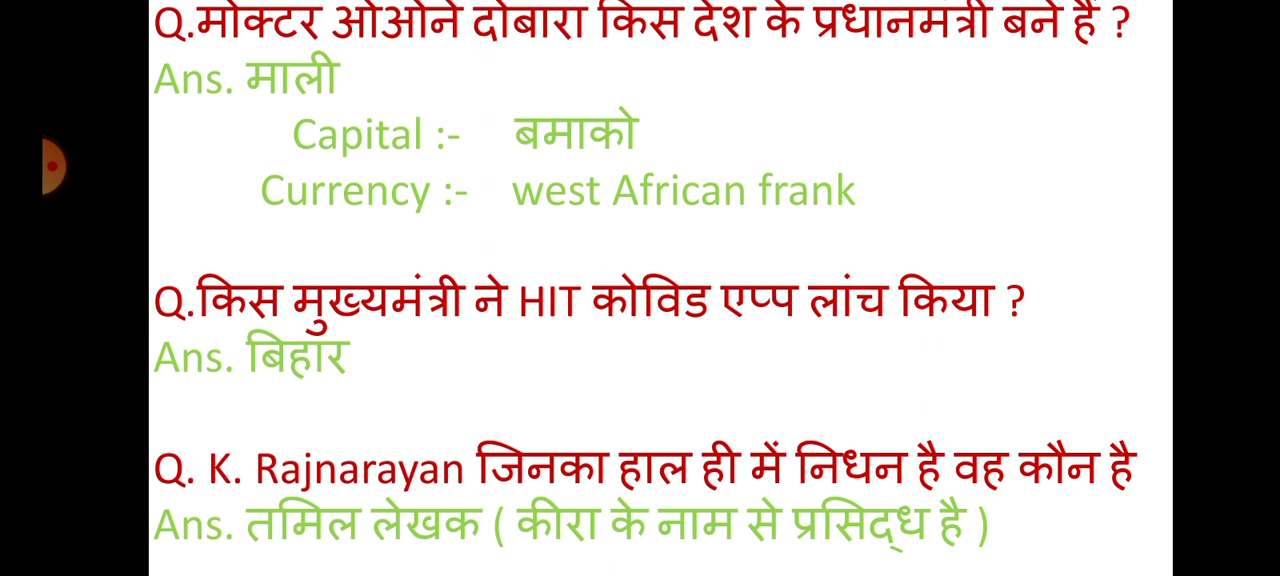 Q.मोक्टर ओओने दोबारा किस देश के प्रधानमंत्री बने हैं ?
Ans. माली
Capital :- बमाको
Currency :- west African frank
Q.किस मुख्यमंत्री ने HIT कोविड एप्प लांच किया ?
Ans. बिहार
Q. K. Rajnarayan जिनका हाल ही में निधन है वह कौन है
Ans. तमिल लेखक ( कीरा के नाम से प्रसिद्ध है )